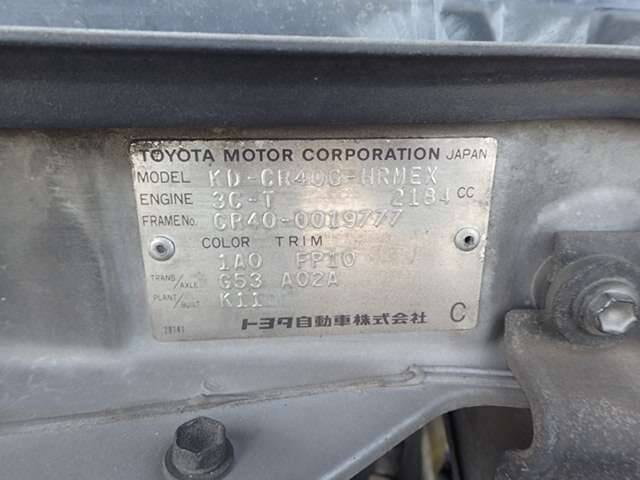 TOYOTA MOTOR CORPORATION JAPAN
MODEL KD-CR40G-HRMEX
ENGINE 3C-T 2184 CC
FRAME No. CR40-0019777
COLOR TRIM
1A0 FP10
TRANS/AXLE G53 A02A
PLANT/BUILT K11
トヨタ自動車株式会社 C